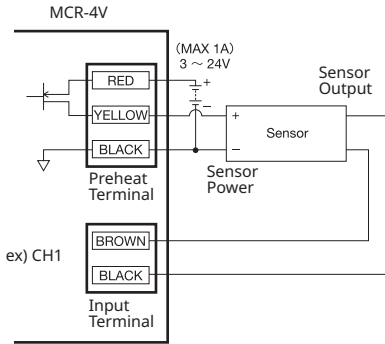 MCR-4V
(MAX 1A)
3 ～ 24V
RED
+
−
YELLOW
BLACK
Sensor
Output
+
Sensor
−
Preheat
Terminal
Sensor
Power
ex) CH1
BROWN
BLACK
Input
Terminal